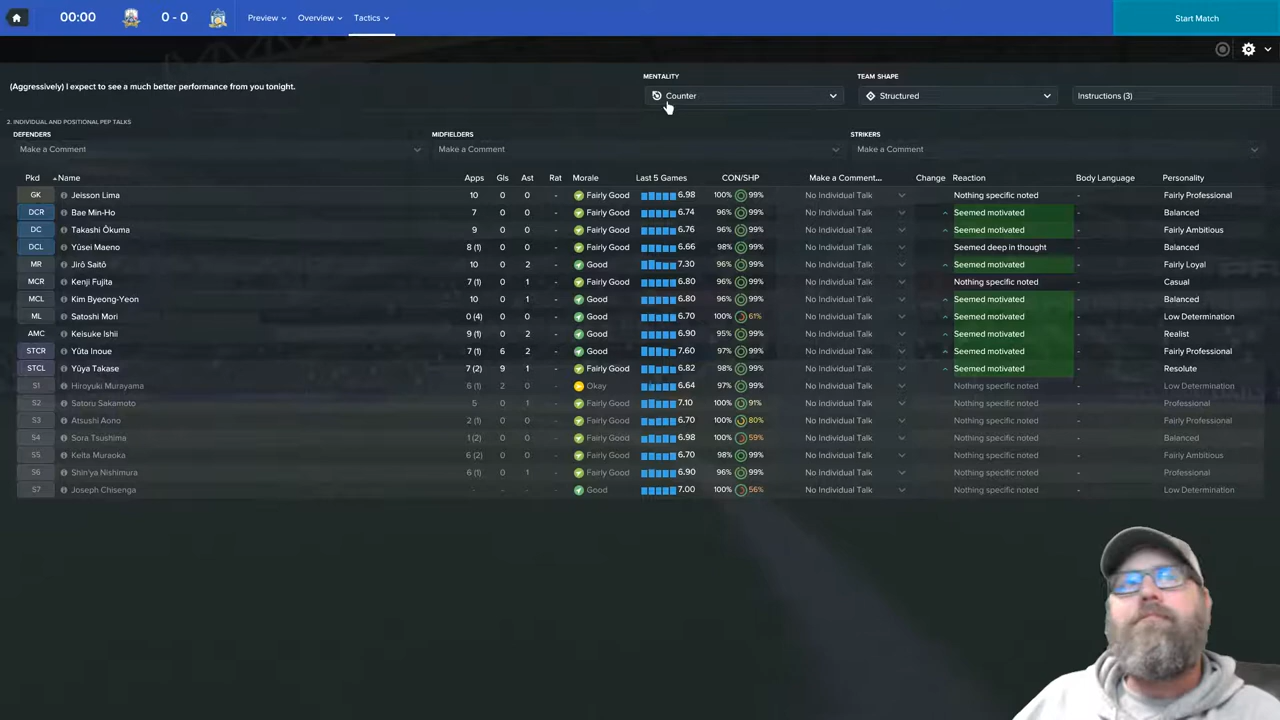 00:00 0 - 0 Preview Overview Tactics Start Match
MENTALITY TEAM SHAPE
(Aggressively) I expect to see a much better performance from you tonight. Counter Structured Instructions (3)
2. INDIVIDUAL AND POSITIONAL PEP TALKS
DEFENDERS MIDFIELDERS STRIKERS
Make a Comment Make a Comment Make a Comment
Pkd Name Apps Gls Ast Rat Morale Last 5 Games CON/SHP Make a Comment... Change Reaction Body Language Personality
GK Jeisson Lima 10 0 0 - Fairly Good 6.98 100% 99% No Individual Talk Nothing specific noted - Fairly Professional
DCR Bae Min-Ho 7 0 0 - Fairly Good 6.74 96% 99% No Individual Talk Seemed motivated - Balanced
DC Takashi Ōkuma 9 0 0 - Fairly Good 6.76 96% 99% No Individual Talk Seemed motivated - Fairly Ambitious
DCL Yūsei Maeno 8 (1) 0 0 - Fairly Good 6.66 98% 99% No Individual Talk Seemed deep in thought - Balanced
MR Jirō Saitō 10 0 2 - Good 7.30 96% 99% No Individual Talk Seemed motivated - Fairly Loyal
MCR Kenji Fujita 7 (1) 0 1 - Fairly Good 6.80 96% 99% No Individual Talk Nothing specific noted - Casual
MCL Kim Byeong-Yeon 10 0 1 - Good 6.80 96% 99% No Individual Talk Seemed motivated - Balanced
ML Satoshi Mori 0 (4) 0 0 - Good 6.70 100% 61% No Individual Talk Seemed motivated - Low Determination
AMC Keisuke Ishii 9 (1) 0 2 - Good 6.90 95% 99% No Individual Talk Seemed motivated - Realist
STCR Yūta Inoue 7 (1) 6 2 - Good 7.60 97% 99% No Individual Talk Seemed motivated - Fairly Professional
STCL Yūya Takase 7 (2) 9 1 - Fairly Good 6.82 98% 99% No Individual Talk Seemed motivated - Resolute
S1 Hiroyuki Murayama 6 (1) 2 0 - Okay 6.64 97% 99% No Individual Talk Nothing specific noted - Low Determination
S2 Satoru Sakamoto 5 0 1 - Fairly Good 7.10 100% 91% No Individual Talk Nothing specific noted - Professional
S3 Atsushi Aono 2 (1) 0 0 - Fairly Good 6.70 100% 80% No Individual Talk Nothing specific noted - Fairly Professional
S4 Sora Tsushima 1 (2) 0 0 - Fairly Good 6.98 100% 59% No Individual Talk Nothing specific noted - Balanced
S5 Keita Muraoka 6 (2) 0 0 - Fairly Good 6.70 98% 99% No Individual Talk Nothing specific noted - Fairly Ambitious
S6 Shin'ya Nishimura 6 (1) 0 1 - Fairly Good 6.90 96% 99% No Individual Talk Nothing specific noted - Professional
S7 Joseph Chisenga - - - - Good 7.00 100% 56% No Individual Talk Nothing specific noted - Low Determination